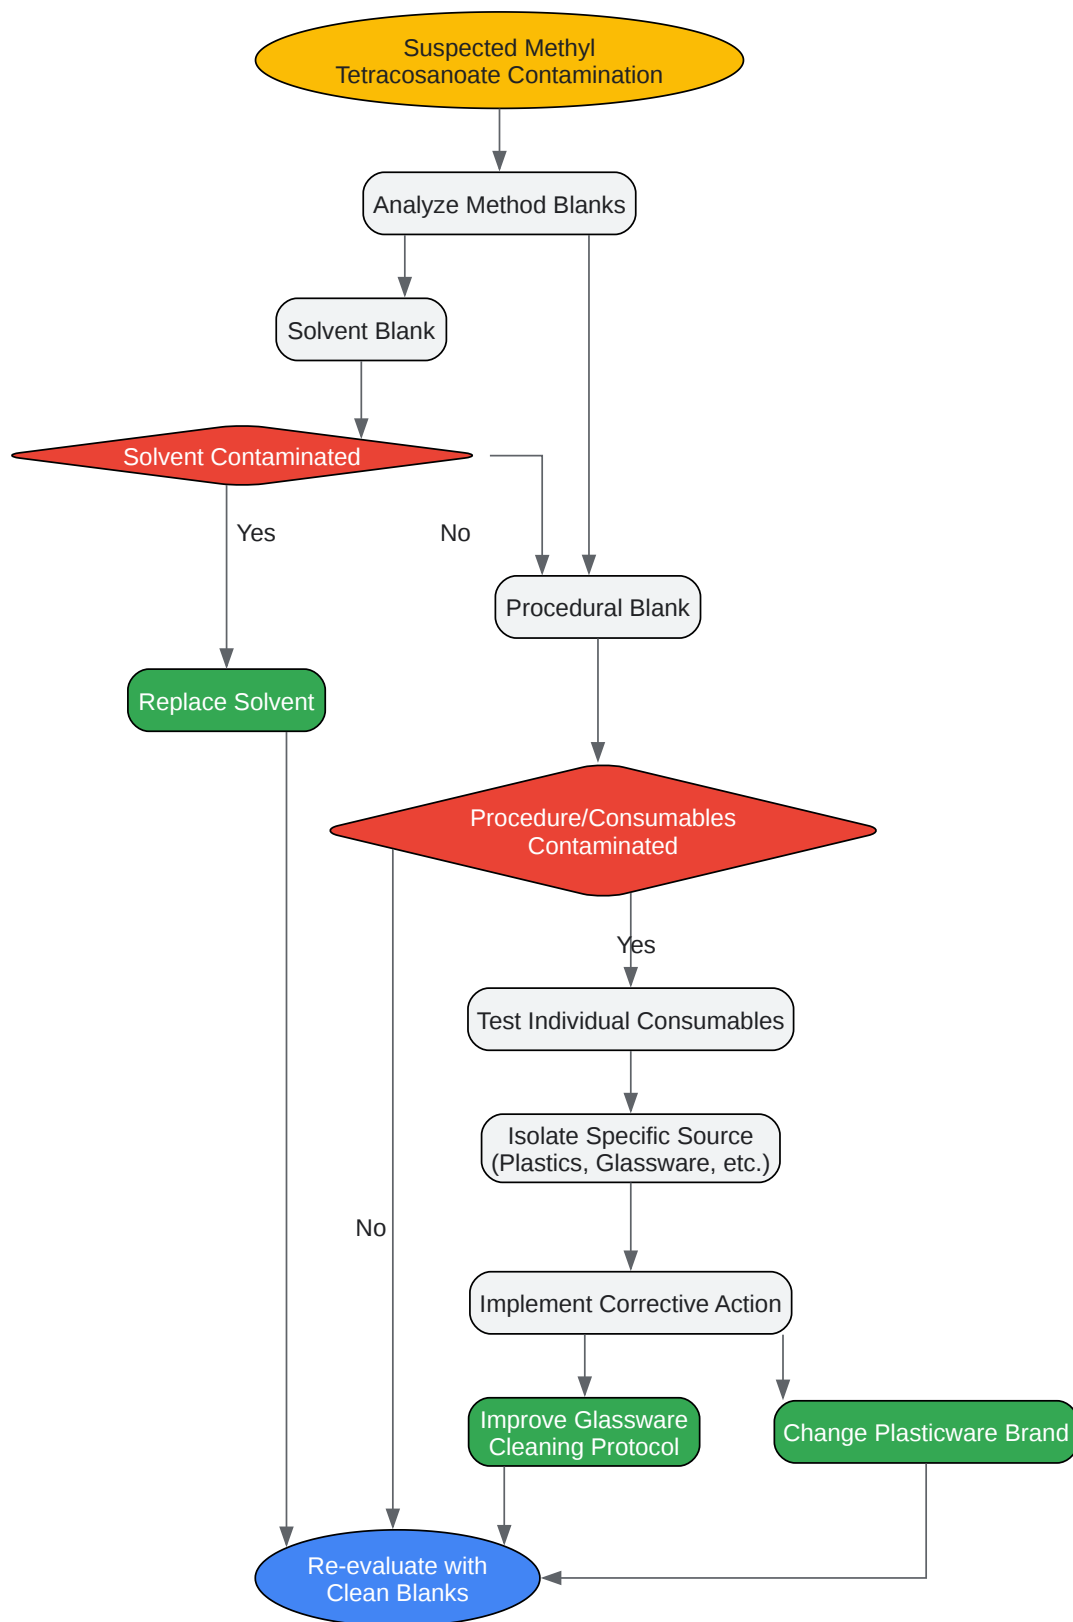 Suspected Methyl
Tetracosanoate Contamination
Analyze Method Blanks
Solvent Blank
Solvent Contaminated
Yes
No
Procedural Blank
Replace Solvent
Procedure/Consumables
Contaminated
Yes
Test Individual Consumables
Isolate Specific Source
(Plastics, Glassware, etc.)
No
Implement Corrective Action
Improve Glassware
Cleaning Protocol
Change Plasticware Brand
Re-evaluate with
Clean Blanks